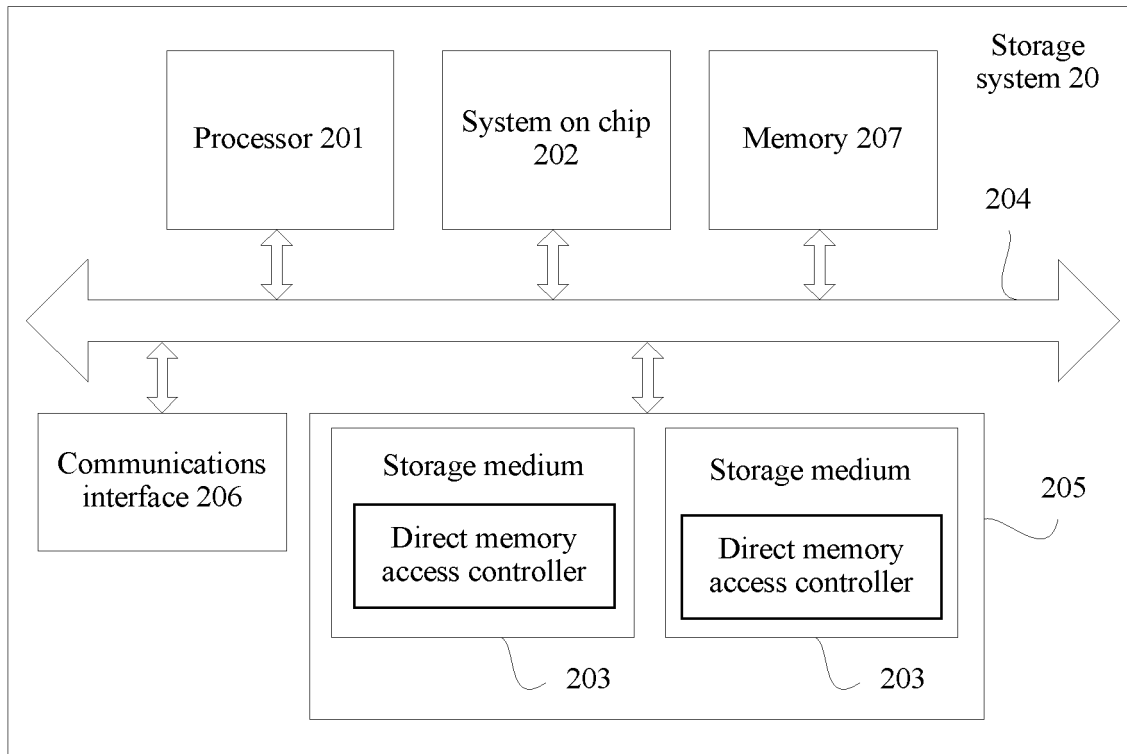 Storage
system 20
Processor 201
System on chip
202
Memory 207
204
Communications
interface 206
Storage medium
Direct memory
access controller
Storage medium
Direct memory
access controller
205
203
203